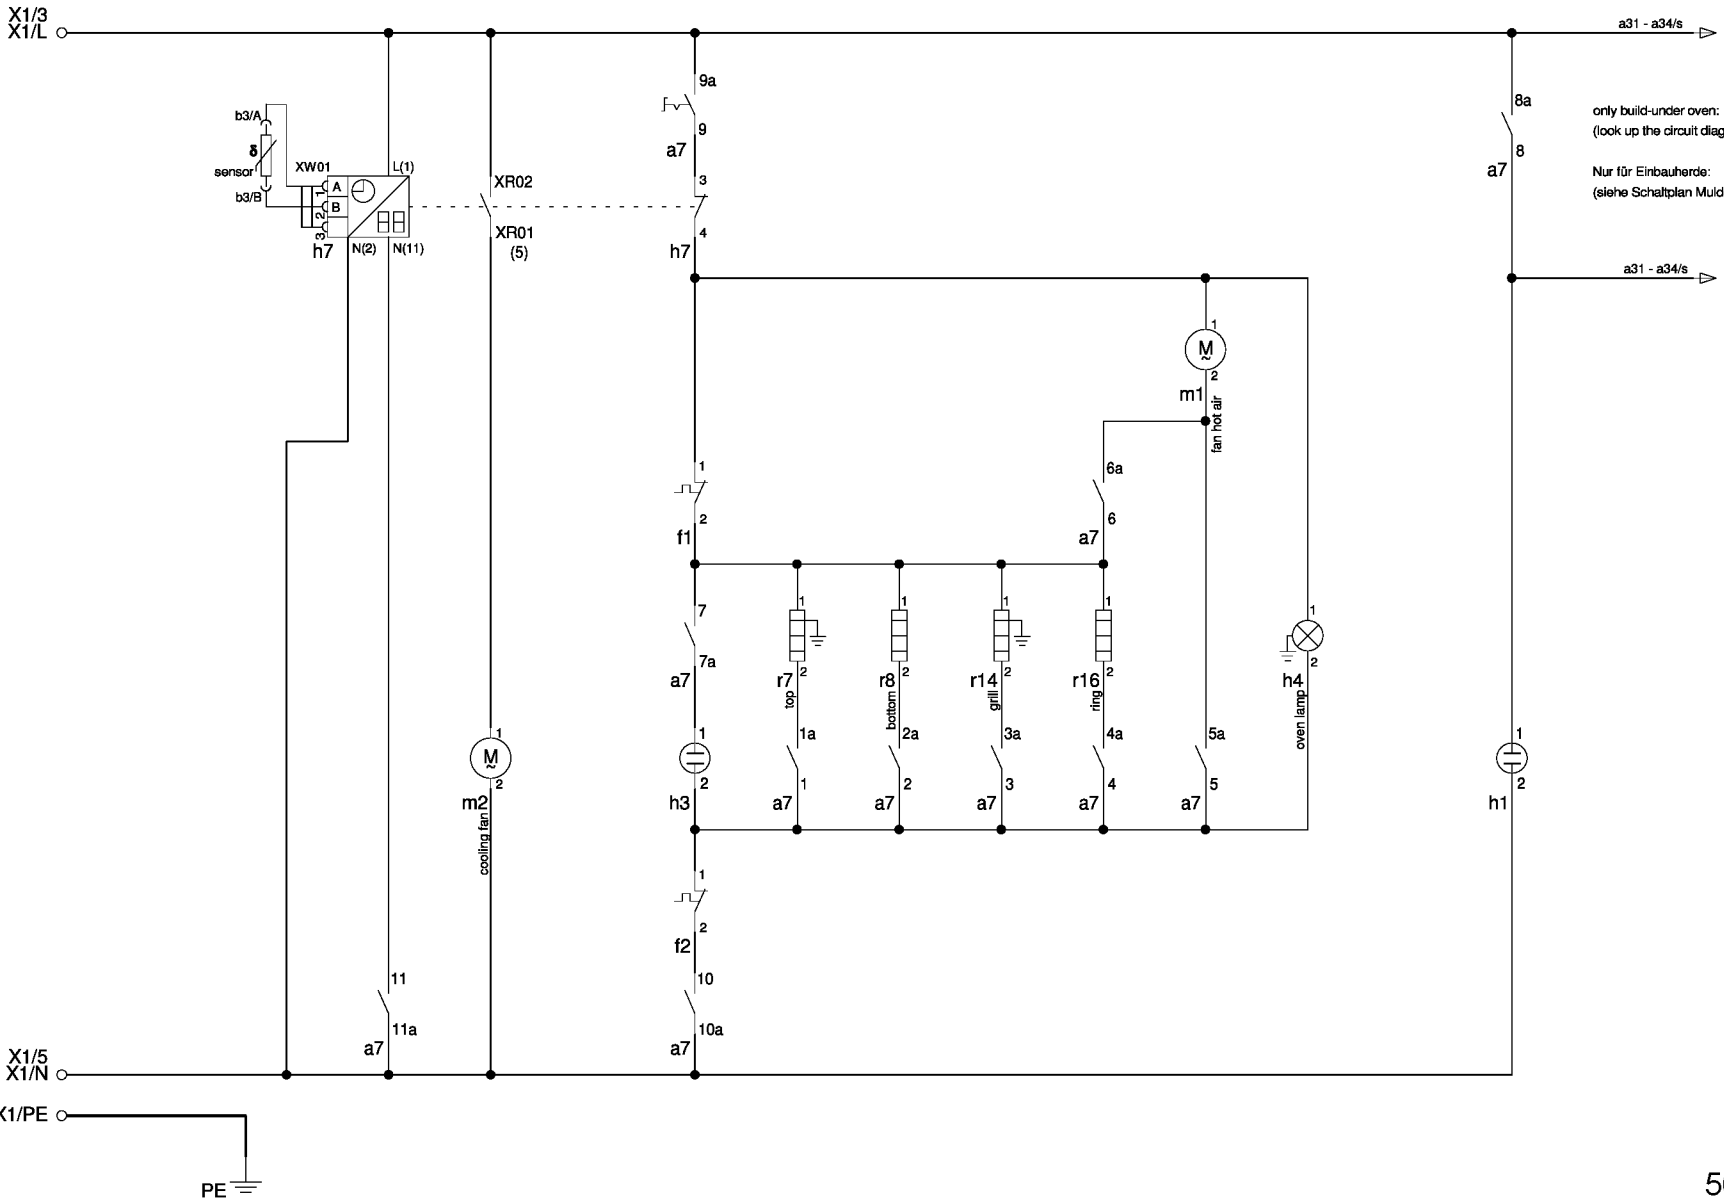 X1/3
X1/L
a31 - a34/s
9a
8a
only build-under oven:
b3/A
(look up the circuit diag
9
δ
a7
8
sensor
XW01
L(1)
a7
Nur für Einbauherde:
3
XR02
A
1
b3/B
(siehe Schaltplan Muld
B
2
3
XR01
4
h7
N(2)
N(11)
(5)
h7
a31 - a34/s
1
M
~
2
m1
fan hot air
1
6a
2
6
f1
a7
7
1
1
1
1
1
7a
2
2
2
2
2
a7
r7
r8
r14
r16
h4
top
bottom
grill
ring
oven lamp
1
1
1a
2a
3a
4a
5a
1
M
~
2
2
1
2
3
4
5
2
m2
h3
a7
a7
a7
a7
a7
h1
cooling fan
1
2
f2
11
10
11a
10a
a7
a7
X1/5
X1/N
X1/PE
PE